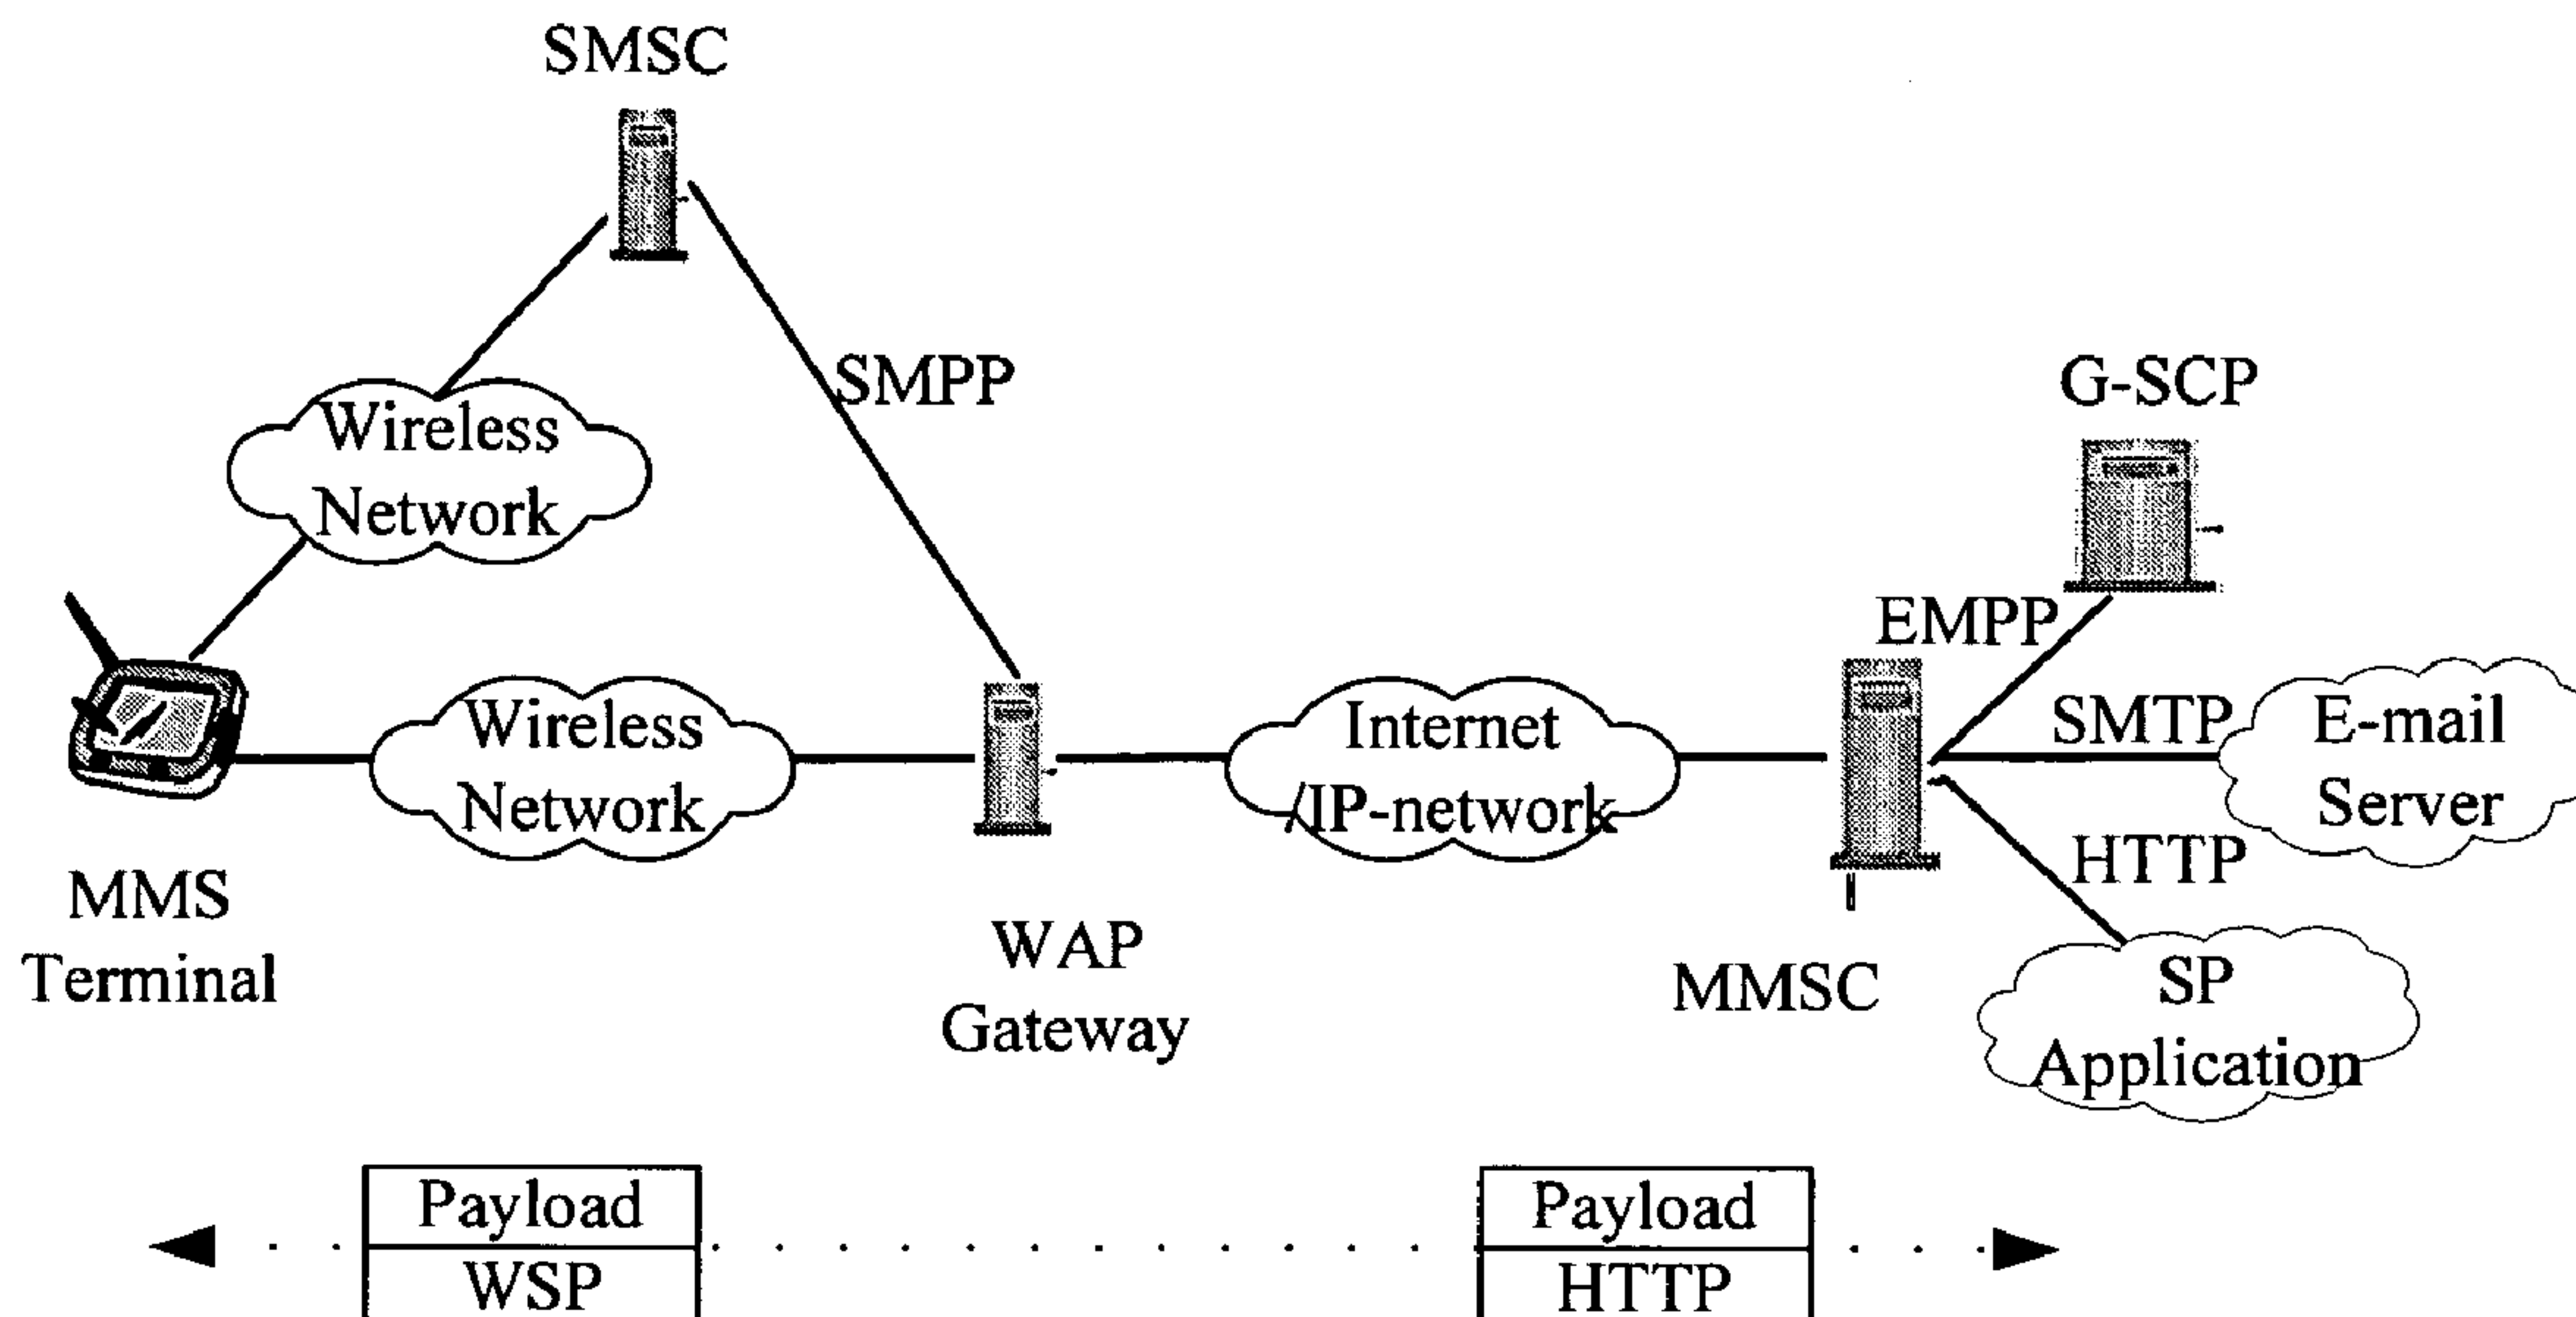 SMSC
SMPP
Wireless
Network
G-SCP
EMPP
Wireless
Network
Internet
/IP-network
SMTP
E-mail
Server
HTTP
MMS
Terminal
WAP
Gateway
MMSC
SP
Application
Payload
WSP
Payload
HTTP